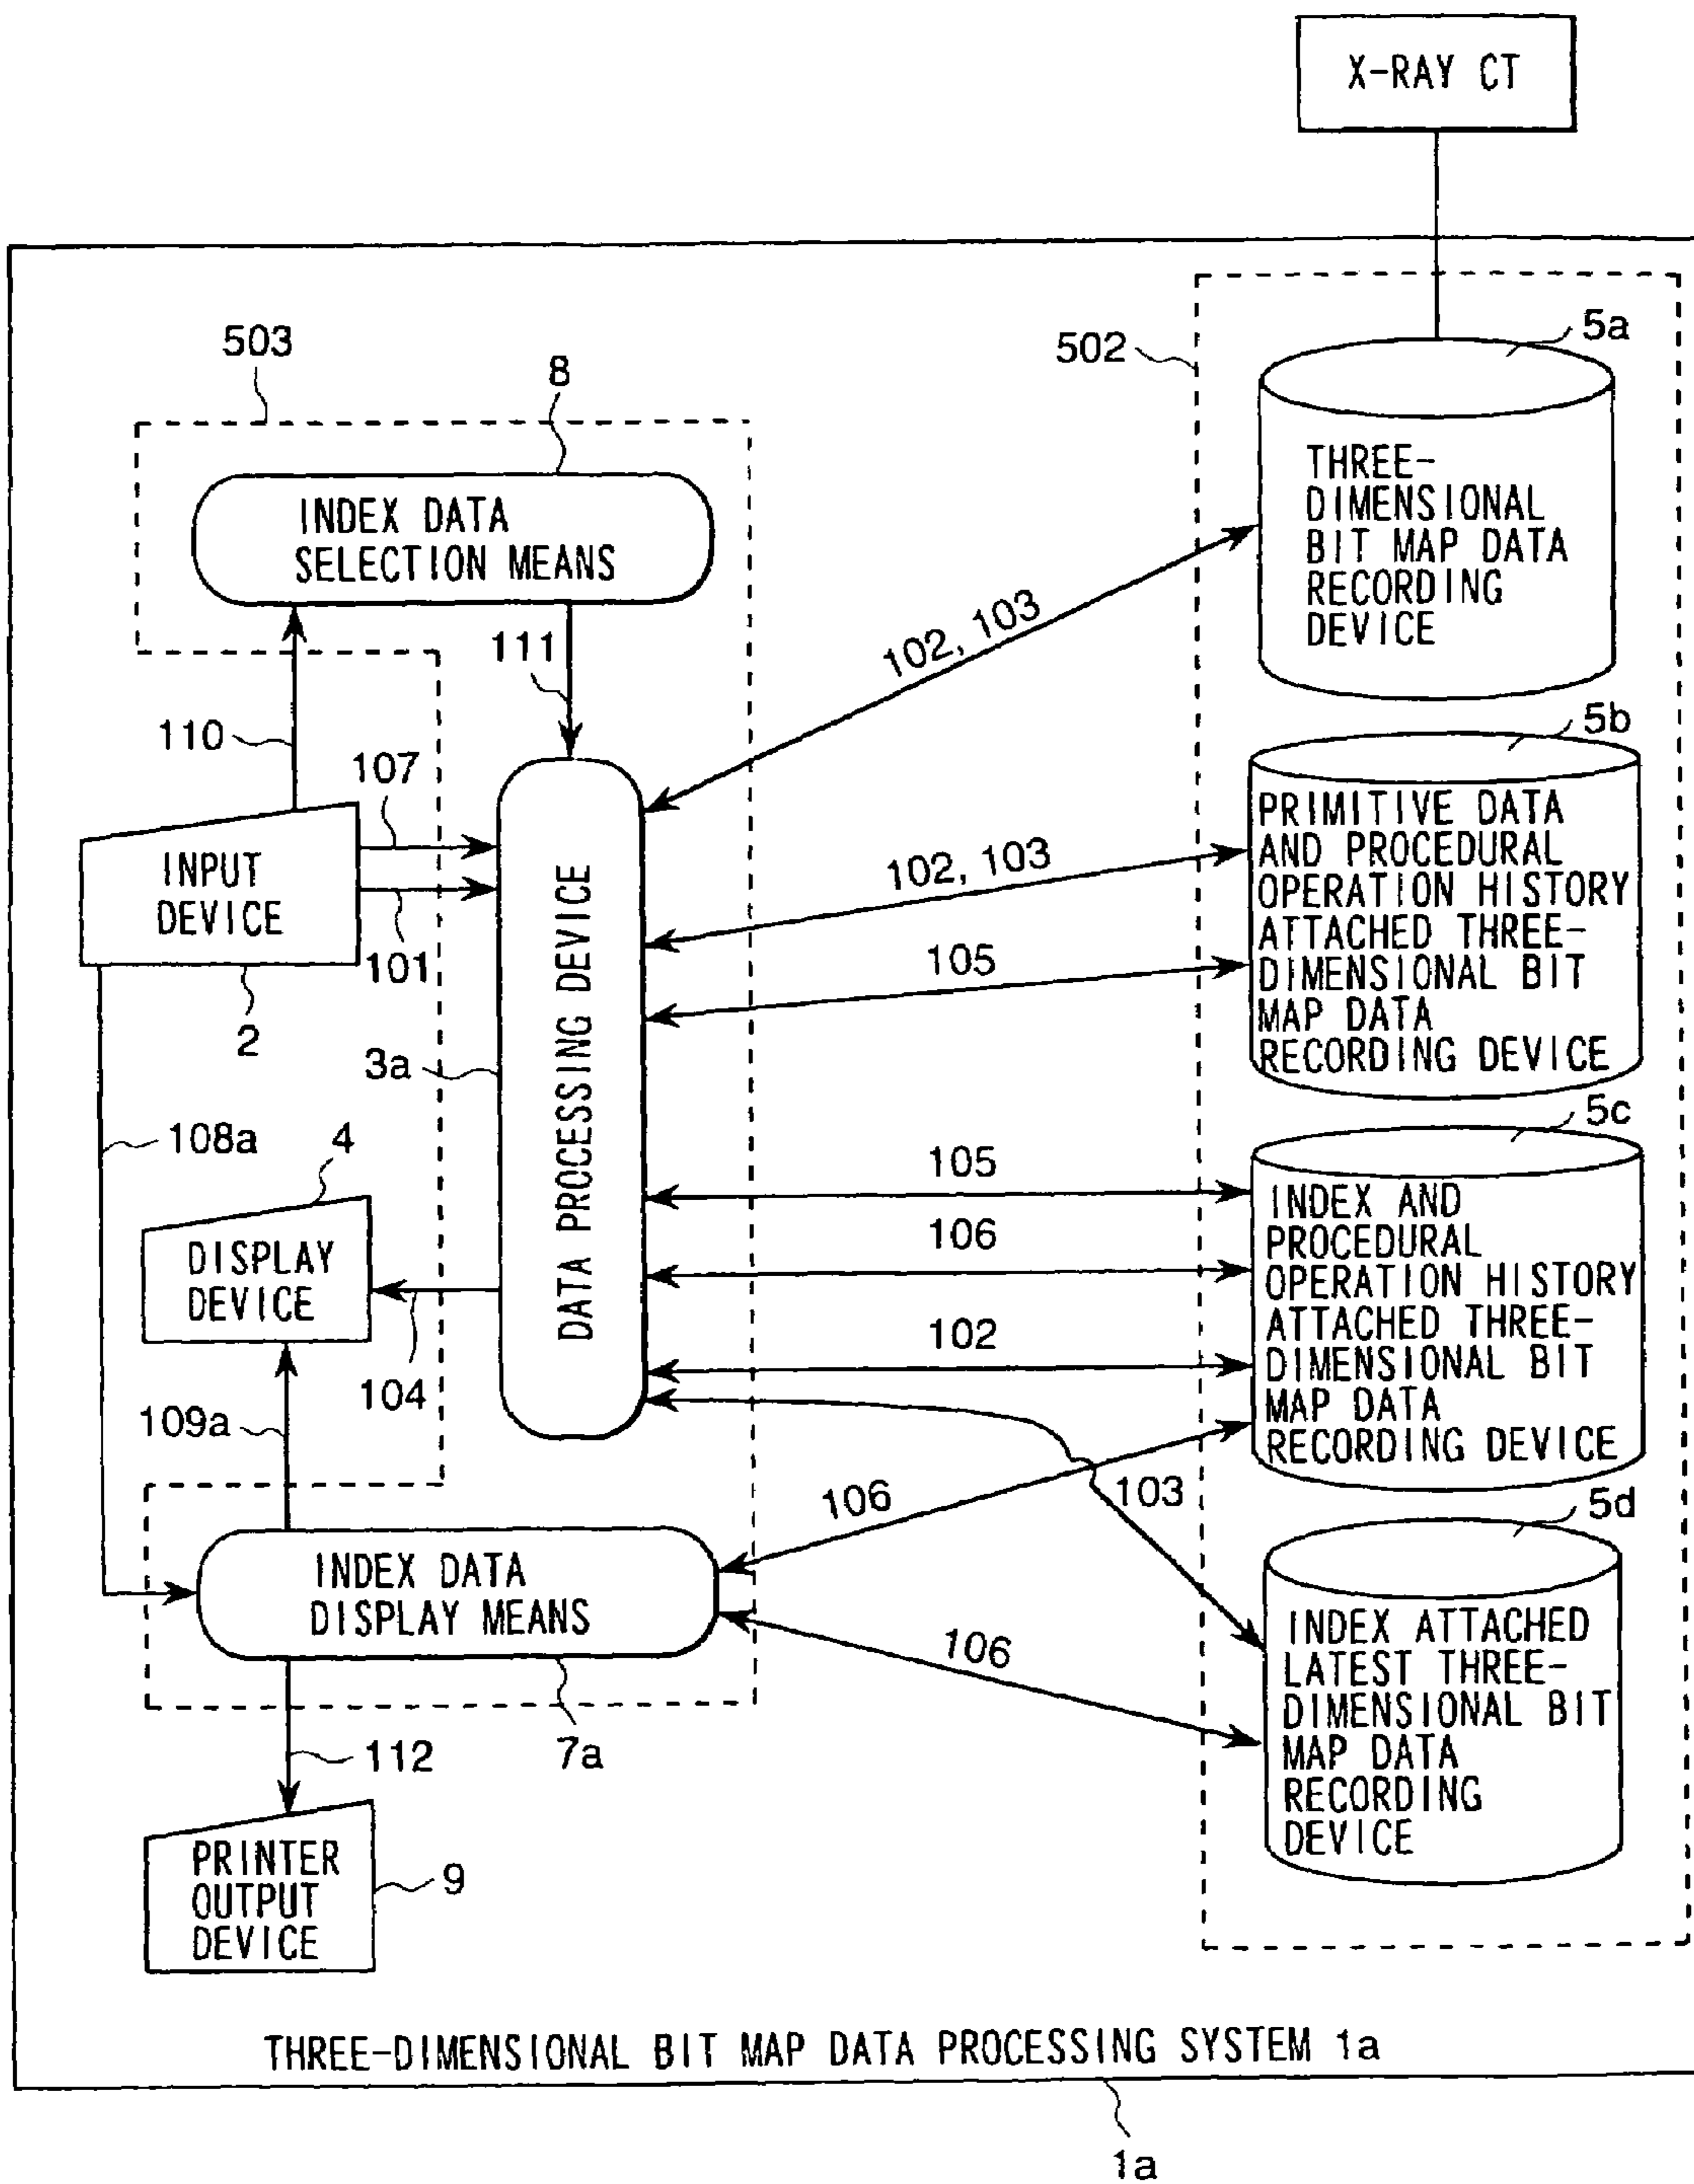 X-RAY CT
503
502
5a
8
INDEX DATA
SELECTION MEANS
THREE-
DIMENSIONAL
BIT MAP DATA
RECORDING
DEVICE
102, 103
111
110
107
5b
INPUT
DEVICE
101
2
DATA PROCESSING DEVICE
3a
102, 103
105
PRIMITIVE DATA
AND PROCEDURAL
OPERATION HISTORY
ATTACHED THREE-
DIMENSIONAL BIT
MAP DATA
RECORDING DEVICE
108a
4
5c
105
106
102
INDEX AND
PROCEDURAL
OPERATION HISTORY
ATTACHED THREE-
DIMENSIONAL BIT
MAP DATA
RECORDING DEVICE
DISPLAY
DEVICE
104
109a
106
103
5d
INDEX DATA
DISPLAY MEANS
106
INDEX ATTACHED
LATEST THREE-
DIMENSIONAL BIT
MAP DATA
RECORDING
DEVICE
7a
112
PRINTER
OUTPUT
DEVICE
9
THREE-DIMENSIONAL BIT MAP DATA PROCESSING SYSTEM 1a
1a